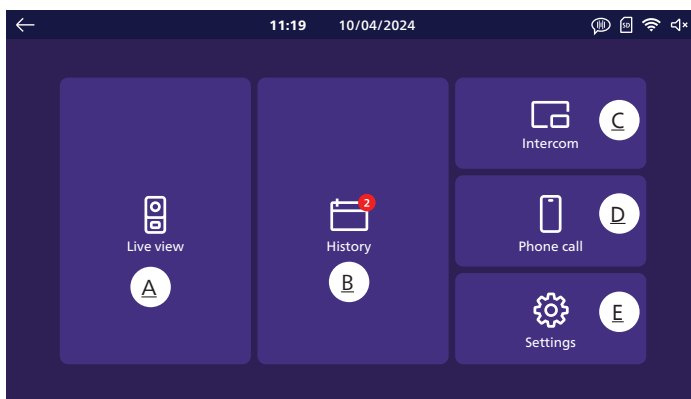 11:19 10/04/2024
SD
Intercom
C
2
Live view
A
History
B
Phone call
D
Settings
E